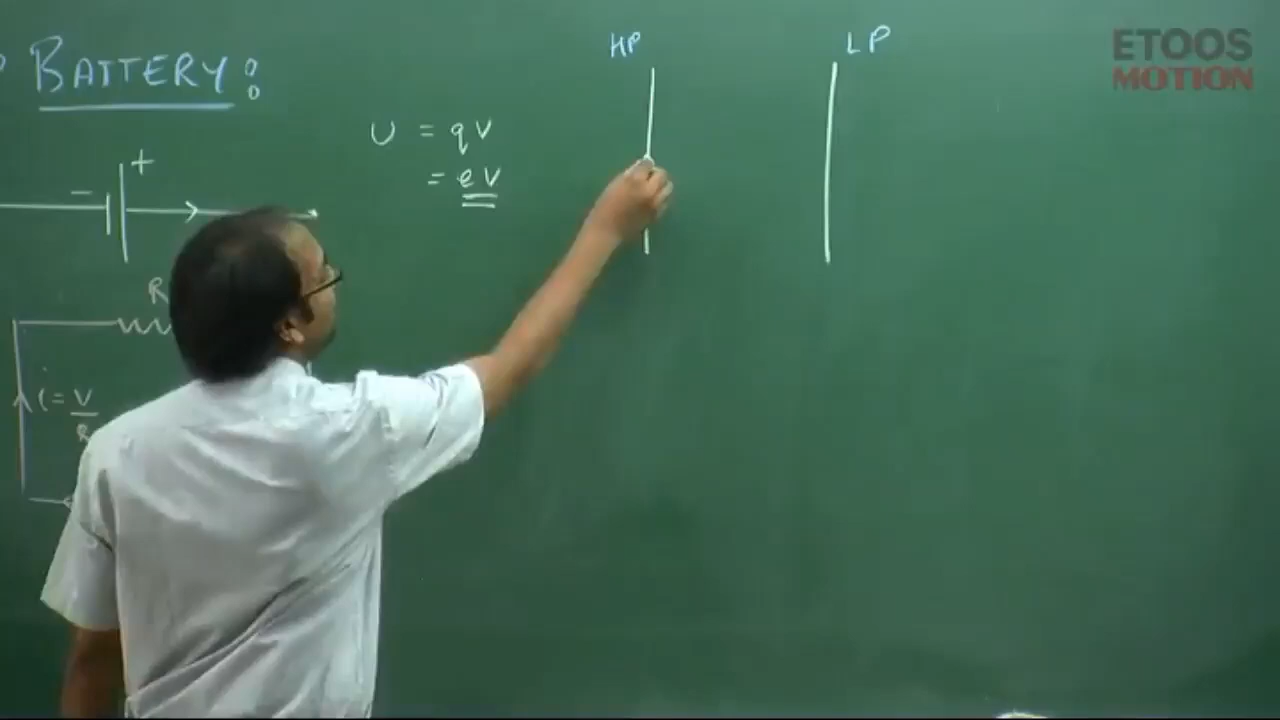 BATTERY:
HP
LP
U = qV
= eV
+
-
R
i = V
R
ETOOS
MOTION